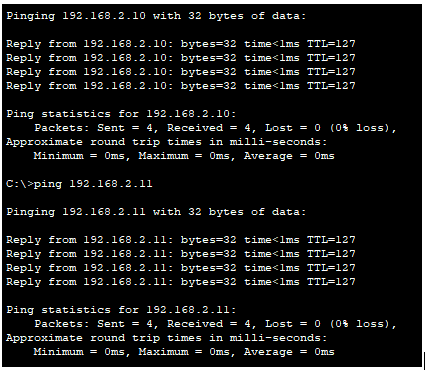 Pinging 192.168.2.10 with 32 bytes of data:
Reply from 192.168.2.10: bytes=32 time<1ms TTL=127
Reply from 192.168.2.10: bytes=32 time<1ms TTL=127
Reply from 192.168.2.10: bytes=32 time<1ms TTL=127
Reply from 192.168.2.10: bytes=32 time<1ms TTL=127
Ping statistics for 192.168.2.10:
Packets: Sent = 4, Received = 4, Lost = 0 (0% loss),
Approximate round trip times in milli-seconds:
Minimum = 0ms, Maximum = 0ms, Average = 0ms
C:\>ping 192.168.2.11
Pinging 192.168.2.11 with 32 bytes of data:
Reply from 192.168.2.11: bytes=32 time<1ms TTL=127
Reply from 192.168.2.11: bytes=32 time<1ms TTL=127
Reply from 192.168.2.11: bytes=32 time<1ms TTL=127
Reply from 192.168.2.11: bytes=32 time<1ms TTL=127
Ping statistics for 192.168.2.11:
Packets: Sent = 4, Received = 4, Lost = 0 (0% loss),
Approximate round trip times in milli-seconds:
Minimum = 0ms, Maximum = 0ms, Average = 0ms